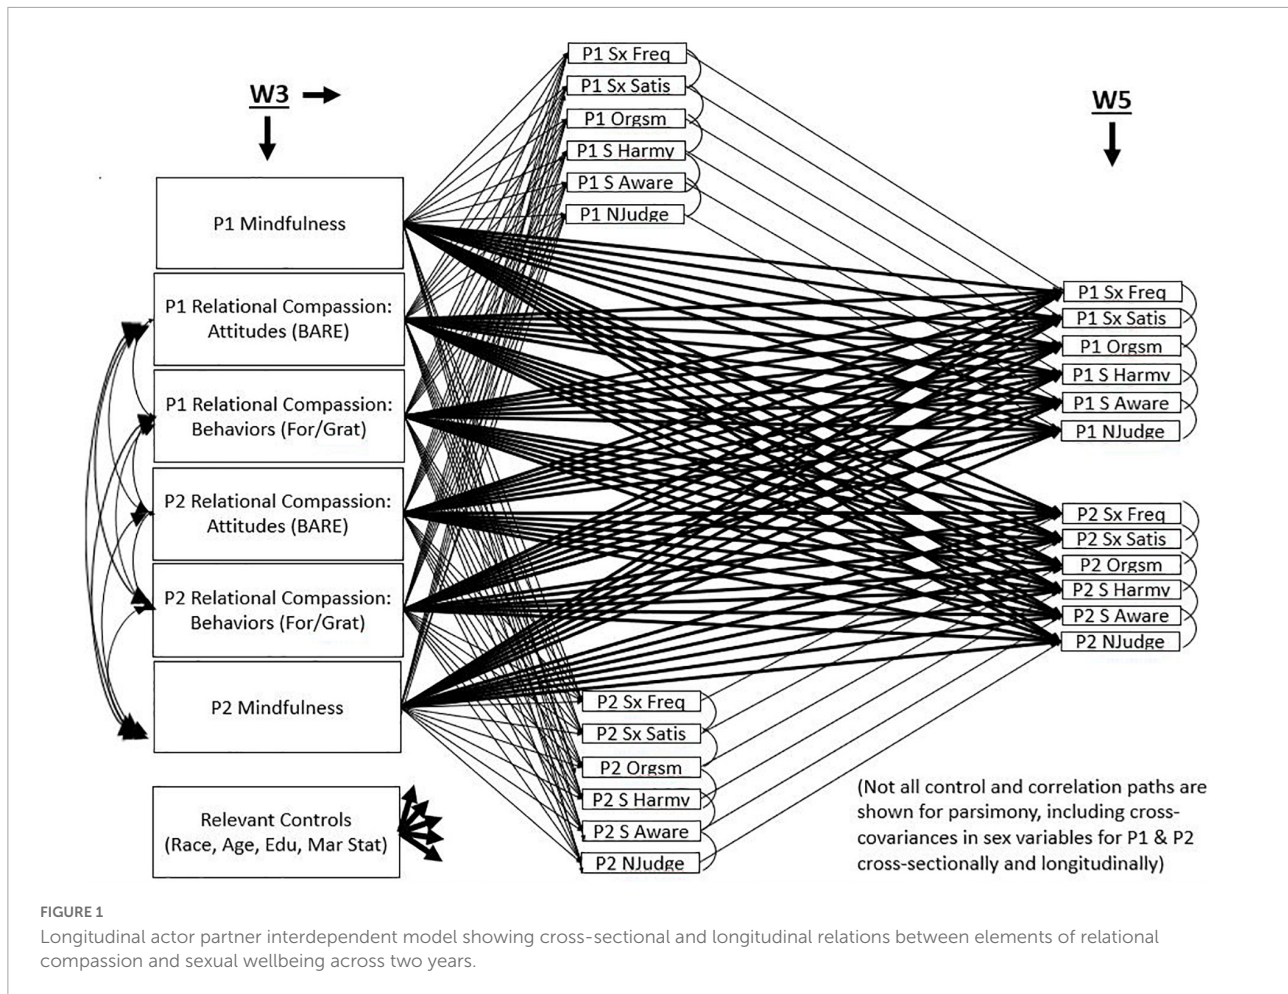 W3
W5
P1 Sx Freq
P1 Sx Satis
P1 Orgsm
P1 S Harmv
P1 S Aware
P1 NJudge
P1 Mindfulness
P1 Relational Compassion:
Attitudes (BARE)
P1 Relational Compassion:
Behaviors (For/Grat)
P2 Relational Compassion:
Attitudes (BARE)
P2 Relational Compassion:
Behaviors (For/Grat)
P2 Mindfulness
Relevant Controls
(Race, Age, Edu, Mar Stat)
P1 Sx Freq
P1 Sx Satis
P1 Orgsm
P1 S Harmv
P1 S Aware
P1 NJudge
P2 Sx Freq
P2 Sx Satis
P2 Orgsm
P2 S Harmv
P2 S Aware
P2 NJudge
P2 Sx Freq
P2 Sx Satis
P2 Orgsm
P2 S Harmv
P2 S Aware
P2 NJudge
(Not all control and correlation paths are
shown for parsimony, including cross-
covariances in sex variables for P1 & P2
cross-sectionally and longitudinally)
FIGURE 1
Longitudinal actor partner interdependent model showing cross-sectional and longitudinal relations between elements of relational
compassion and sexual wellbeing across two years.